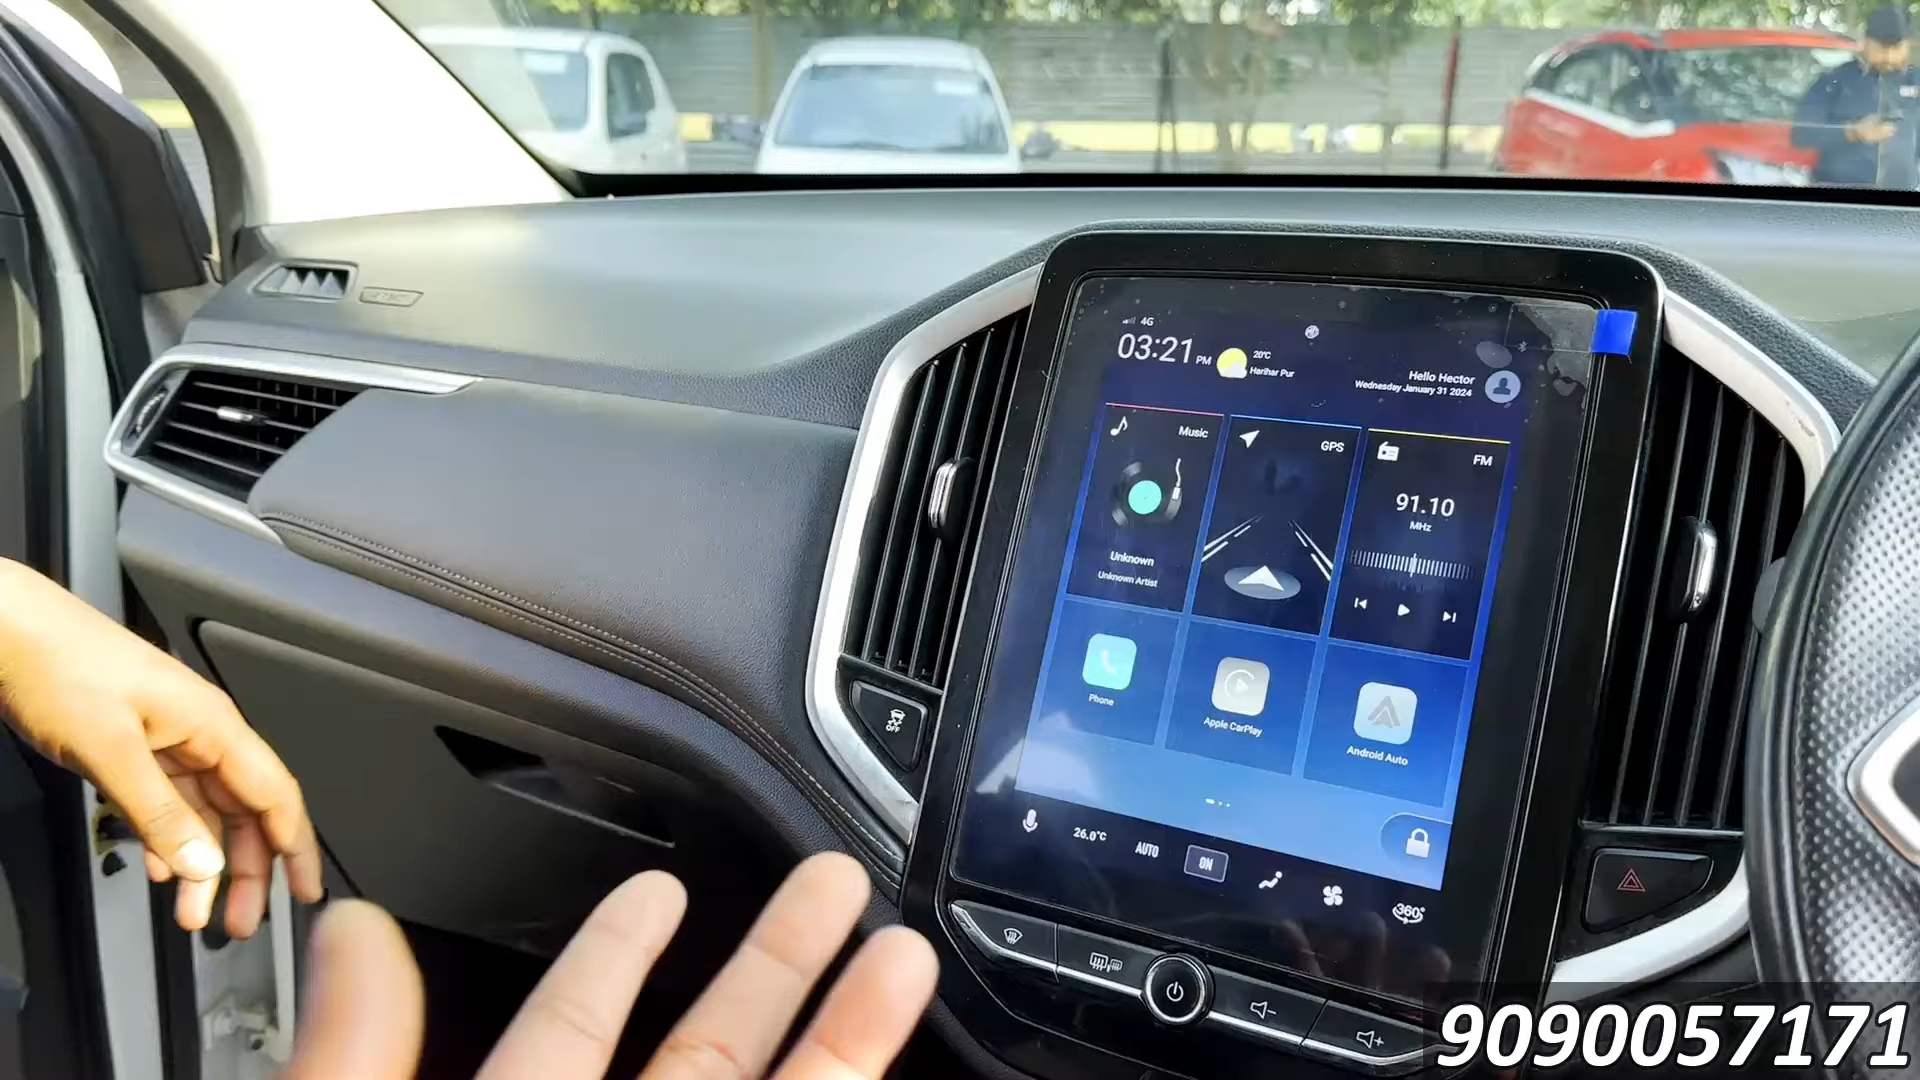 4G
03:21 PM
20°C
Harihar Pur
Hello Hector
Wednesday January 31 2024
Music
GPS
FM
91.10
MHz
Unknown
Unknown Artist
Phone
Apple CarPlay
Android Auto
26.0°C
AUTO
ON
360°
OFF
9090057171